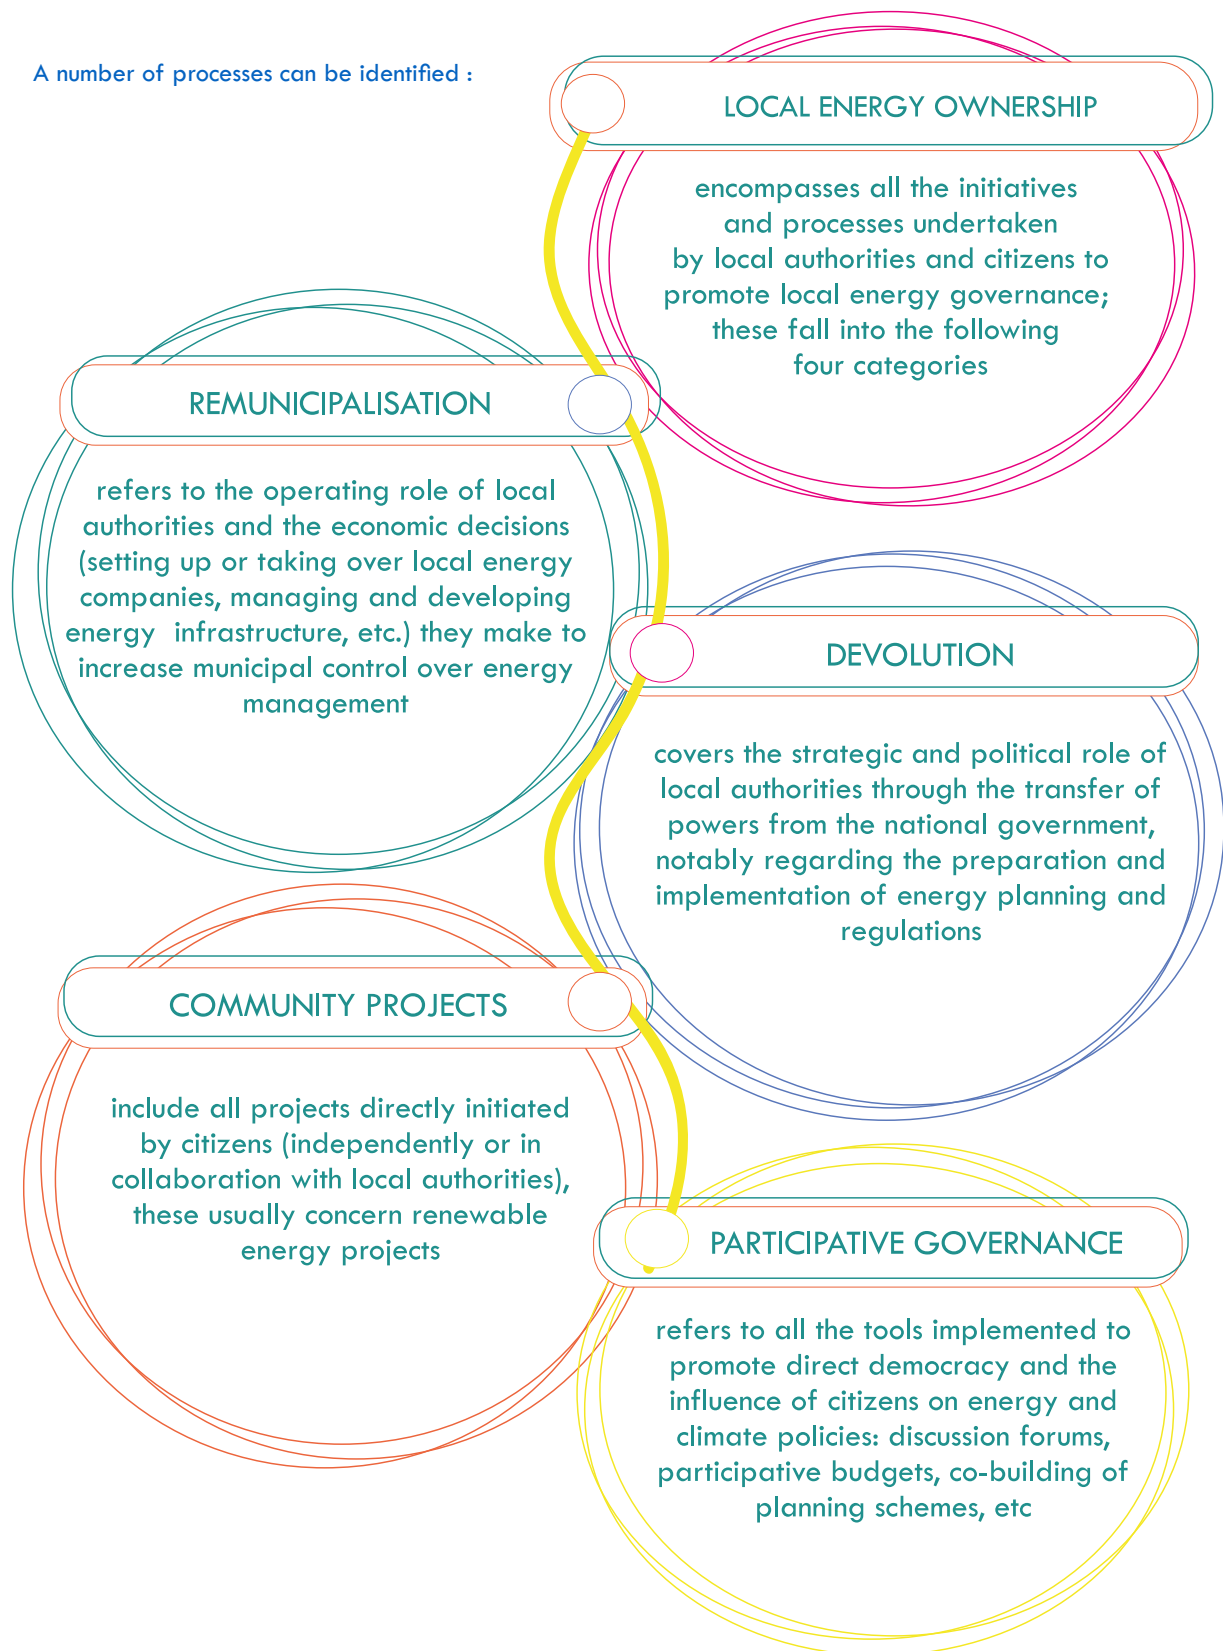 A number of processes can be identified :
LOCAL ENERGY OWNERSHIP
encompasses all the initiatives
and processes undertaken
by local authorities and citizens to
promote local energy governance;
these fall into the following
four categories
REMUNICIPALISATION
refers to the operating role of local
authorities and the economic decisions
(setting up or taking over local energy
companies, managing and developing
energy infrastructure, etc.) they make to
increase municipal control over energy
management
DEVOLUTION
covers the strategic and political role of
local authorities through the transfer of
powers from the national government,
notably regarding the preparation and
implementation of energy planning and
regulations
COMMUNITY PROJECTS
include all projects directly initiated
by citizens (independently or in
collaboration with local authorities),
these usually concern renewable
energy projects
PARTICIPATIVE GOVERNANCE
refers to all the tools implemented to
promote direct democracy and the
influence of citizens on energy and
climate policies: discussion forums,
participative budgets, co-building of
planning schemes, etc